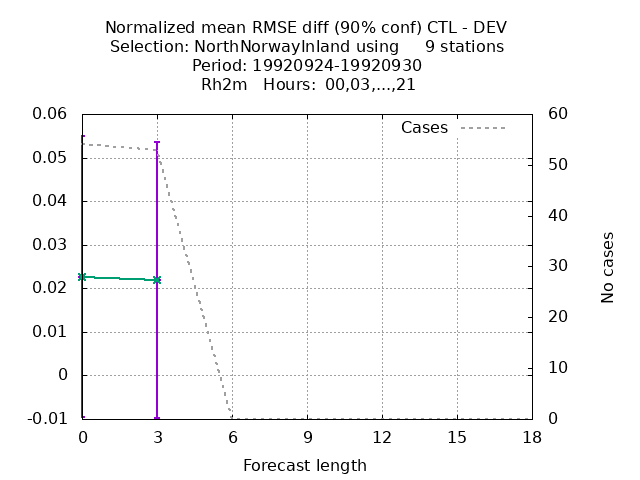 Normalized mean RMSE diff (90% conf) CTL - DEV
Selection: NorthNorwayInland using     9 stations
Period: 19920924-19920930
Rh2m   Hours:  00,03,...,21
Cases
0.06
0.05
0.04
0.03
0.02
0.01
0
-0.01
60
50
40
30
20
10
0
No cases
0 3 6 9 12 15 18
Forecast length